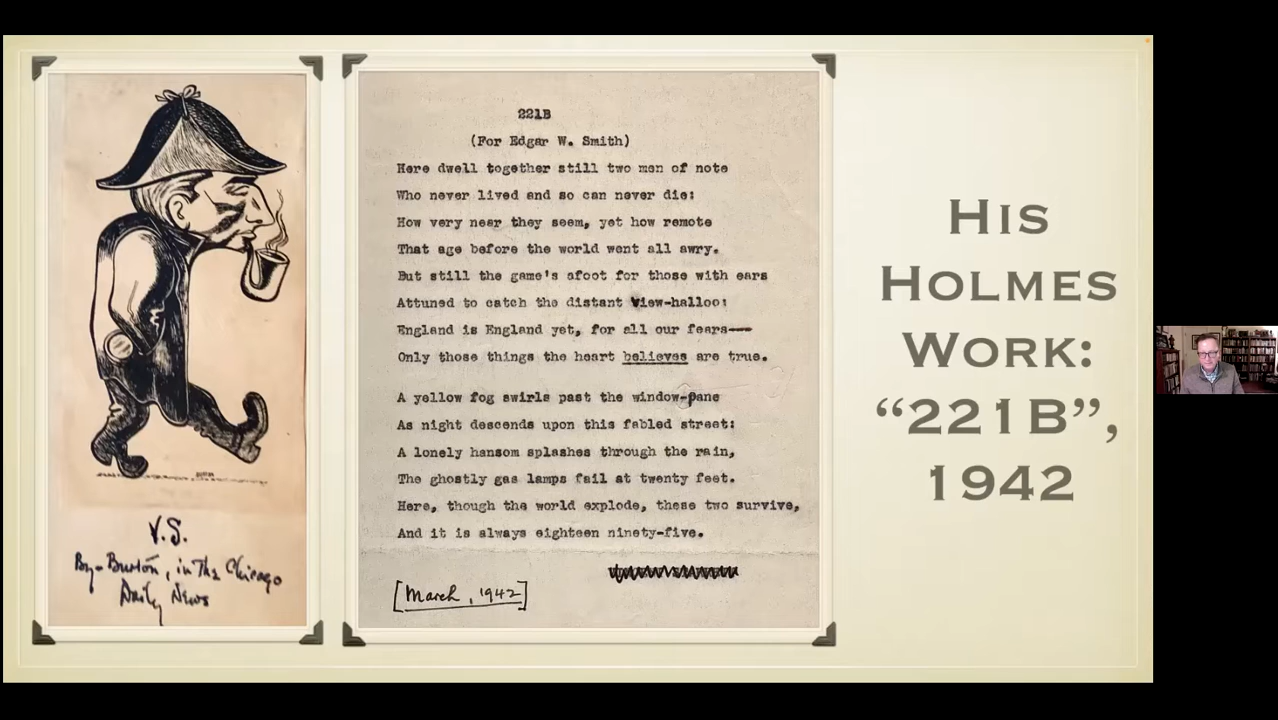 V.S.
By Burton, in The Chicago
Daily News
221B
(For Edgar W. Smith)
Here dwell together still two men of note
Who never lived and so can never die:
How very near they seem, yet how remote
That age before the world went all awry.
But still the game's afoot for those with ears
Attuned to catch the distant view-halloo:
England is England yet, for all our fears—
Only those things the heart believes are true.
A yellow fog swirls past the window-pane
As night descends upon this fabled street:
A lonely hansom splashes through the rain,
The ghostly gas lamps fail at twenty feet.
Here, though the world explode, these two survive,
And it is always eighteen ninety-five.
[March, 1942]
His
Holmes
Work:
“221B”,
1942